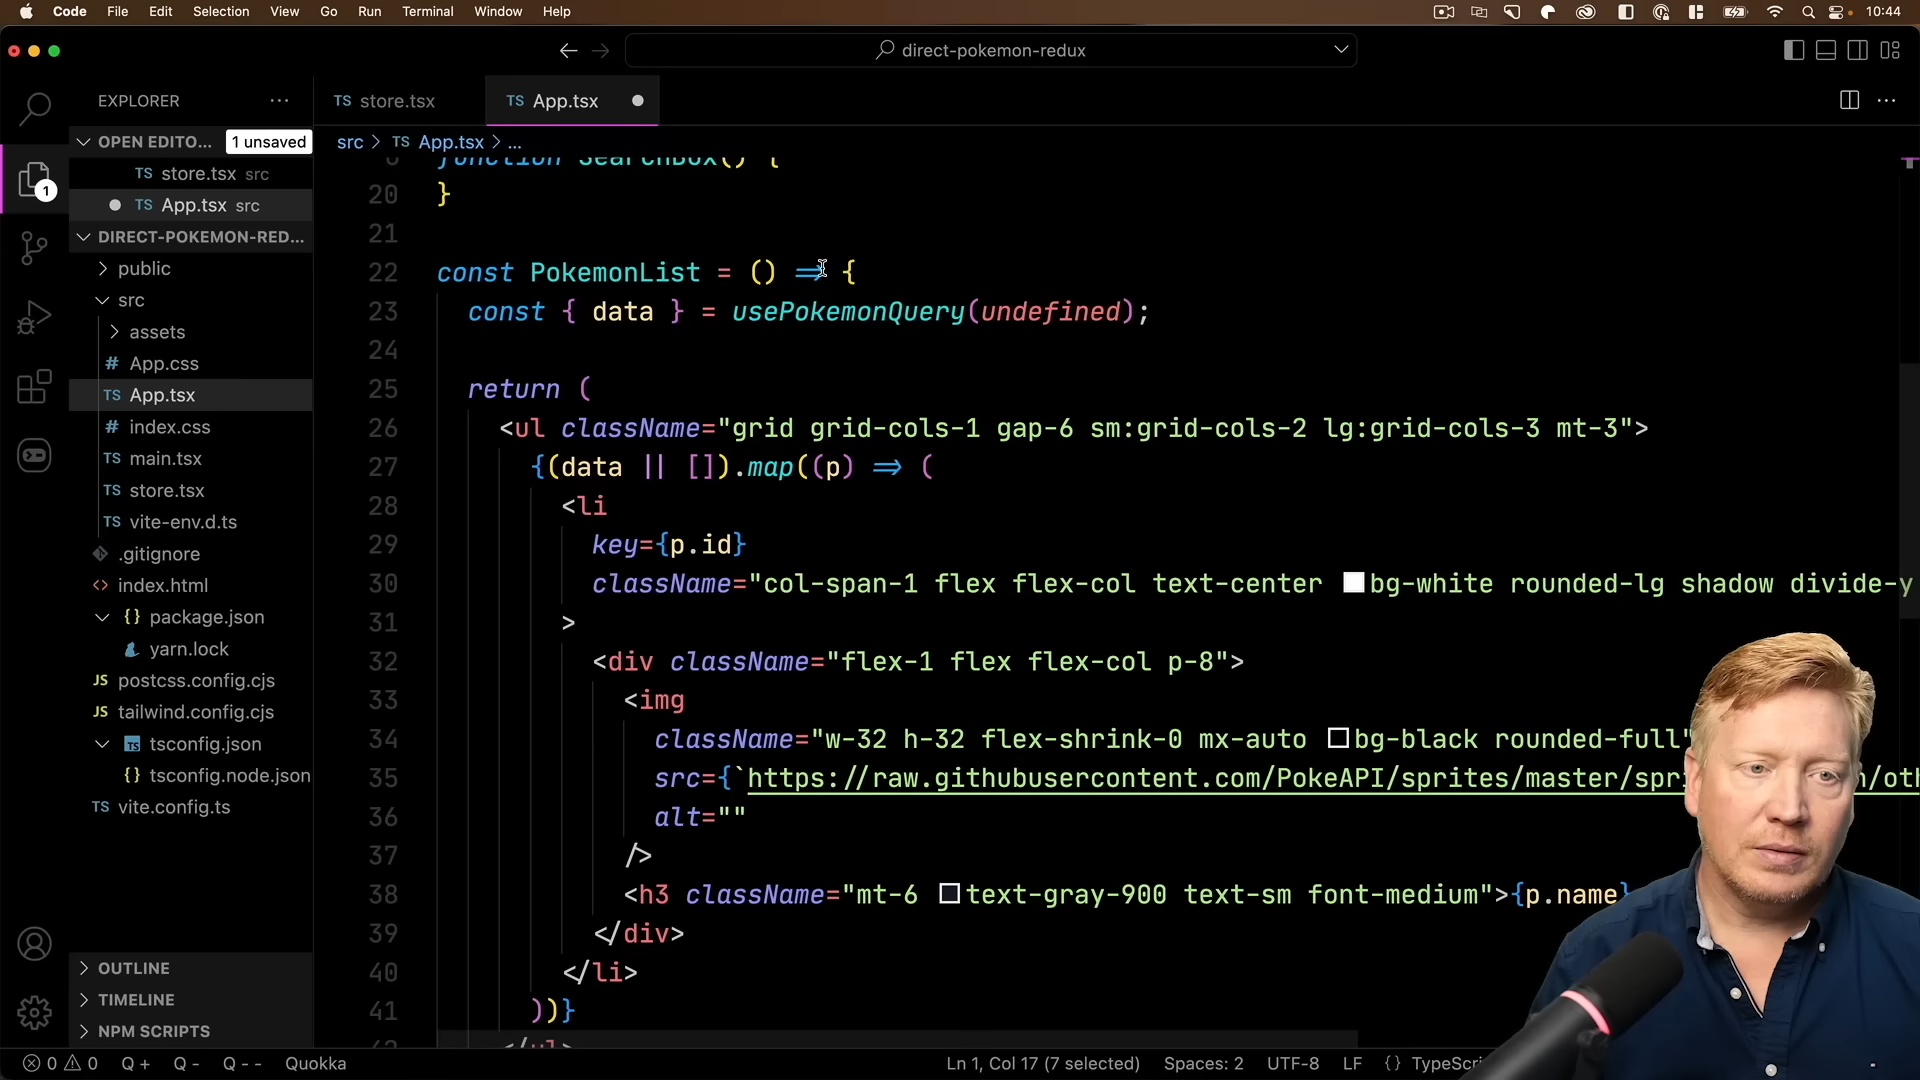 Code File Edit Selection View Go Run Terminal Window Help 10:44
direct-pokemon-redux
EXPLORER
OPEN EDITO... 1 unsaved
TS store.tsx src
TS App.tsx src
DIRECT-POKEMON-RED...
public
src
assets
# App.css
TS App.tsx
# index.css
TS main.tsx
TS store.tsx
TS vite-env.d.ts
.gitignore
<> index.html
{} package.json
yarn.lock
JS postcss.config.cjs
JS tailwind.config.cjs
TS tsconfig.json
{} tsconfig.node.json
TS vite.config.ts
OUTLINE
TIMELINE
NPM SCRIPTS
1
TS store.tsx TS App.tsx
src > TS App.tsx > ...
function SearchBox() {
20 }
21
22 const PokemonList = () => {
23 const { data } = usePokemonQuery(undefined);
24
25 return (
26 <ul className="grid grid-cols-1 gap-6 sm:grid-cols-2 lg:grid-cols-3 mt-3">
27 {(data || []).map((p) => (
28 <li
29 key={p.id}
30 className="col-span-1 flex flex-col text-center bg-white rounded-lg shadow divide-y
31 >
32 <div className="flex-1 flex flex-col p-8">
33 <img
34 className="w-32 h-32 flex-shrink-0 mx-auto bg-black rounded-full"
35 src={`https://raw.githubusercontent.com/PokeAPI/sprites/master/spri
36 alt=""
37 />
38 <h3 className="mt-6 text-gray-900 text-sm font-medium">{p.name}
39 </div>
40 </li>
41 ))}
</ul>
0 0 Q + Q - Q - - Quokka Ln 1, Col 17 (7 selected) Spaces: 2 UTF-8 LF {}